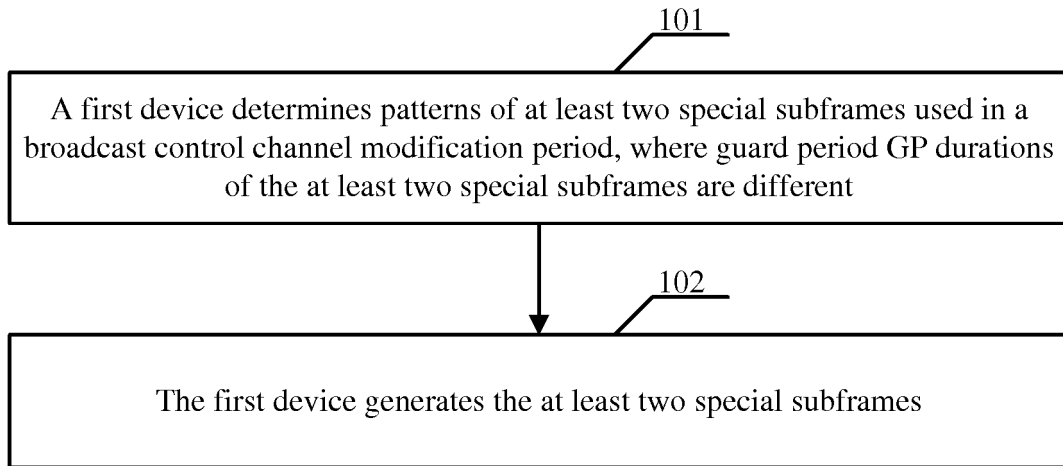 101
A first device determines patterns of at least two special subframes used in a
broadcast control channel modification period, where guard period GP durations
of the at least two special subframes are different
102
The first device generates the at least two special subframes